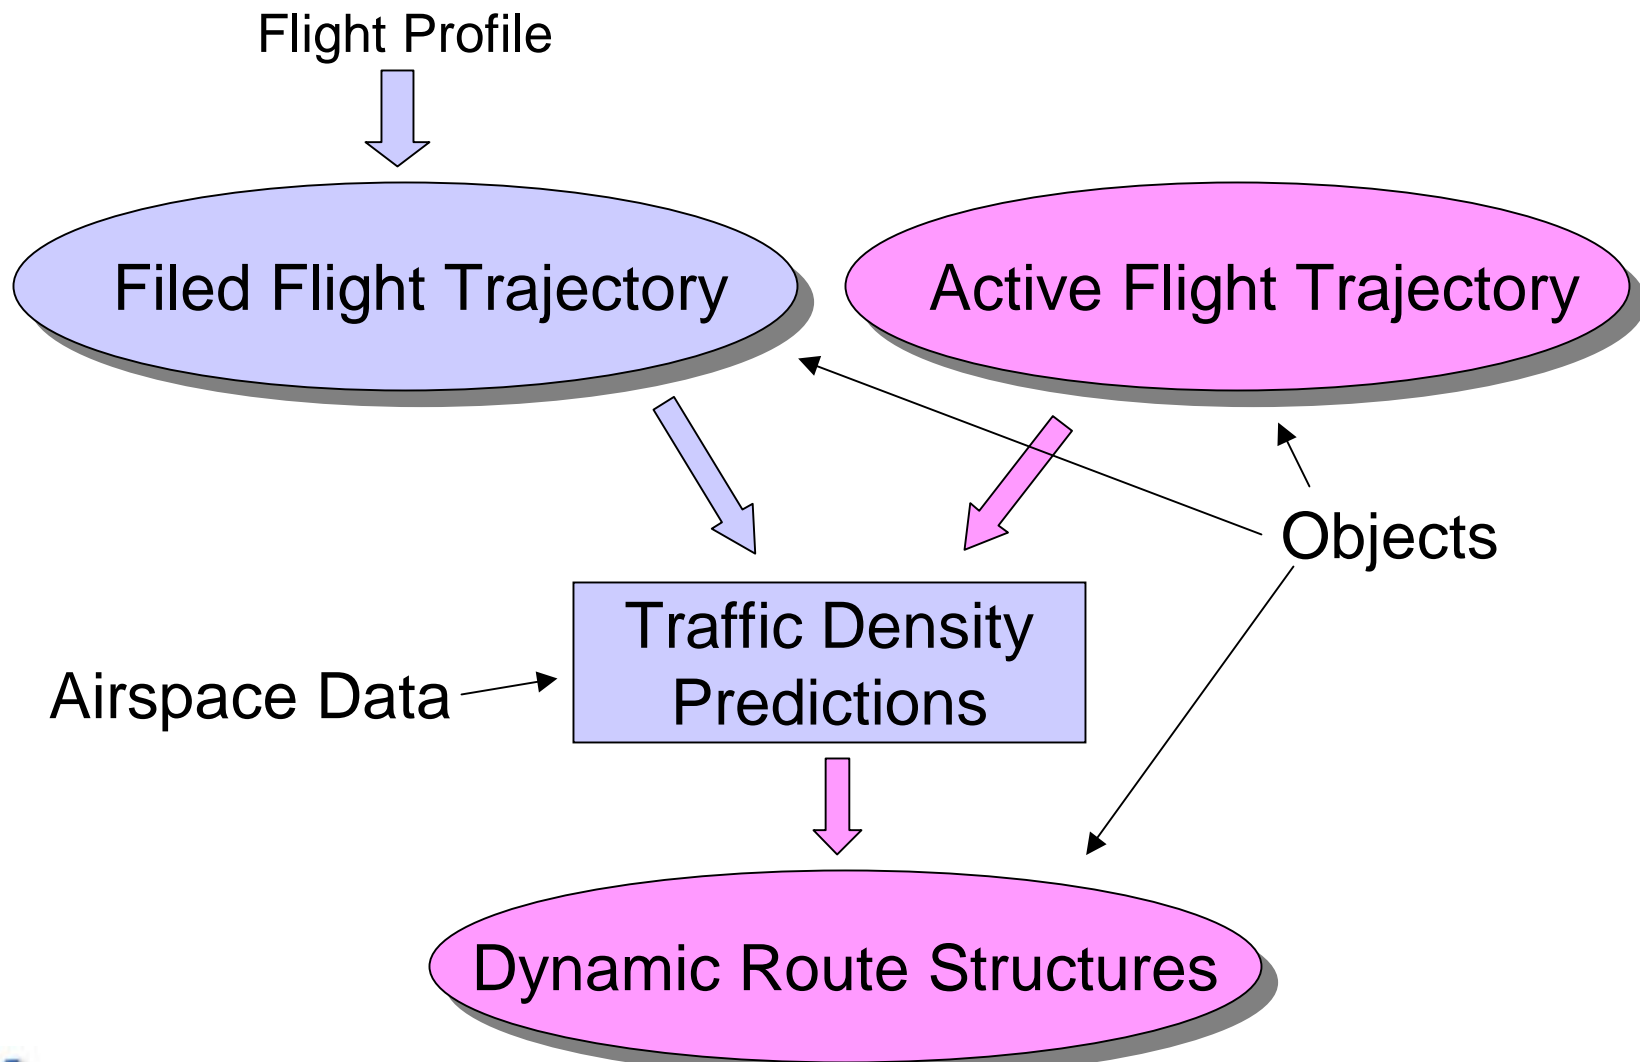 Flight Profile
Filed Flight Trajectory
Active Flight Trajectory
Objects
Traffic Density
Predictions
Airspace Data
Dynamic Route Structures